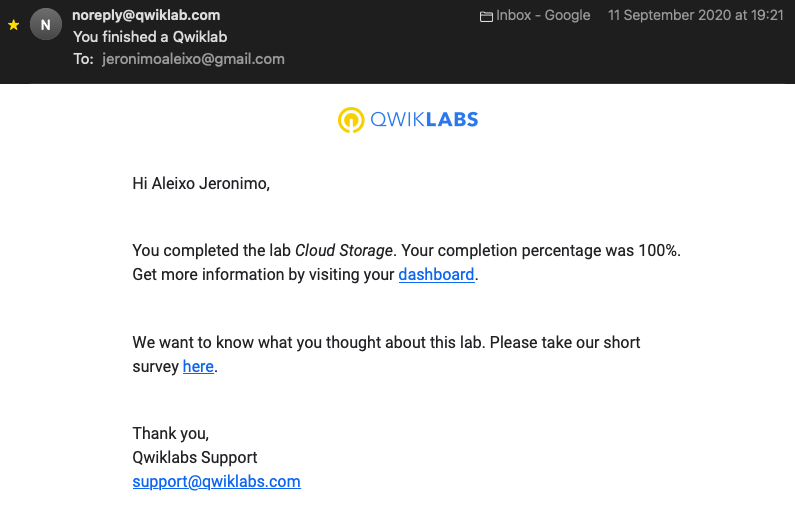 noreply@qwiklab.com
Inbox - Google
11 September 2020 at 19:21
N
You finished a Qwiklab
To: jeronimoaleixo@gmail.com
QWIKLABS
Hi Aleixo Jeronimo,
You completed the lab Cloud Storage. Your completion percentage was 100%.
Get more information by visiting your dashboard.
We want to know what you thought about this lab. Please take our short
survey here.
Thank you,
Qwiklabs Support
support@qwiklabs.com